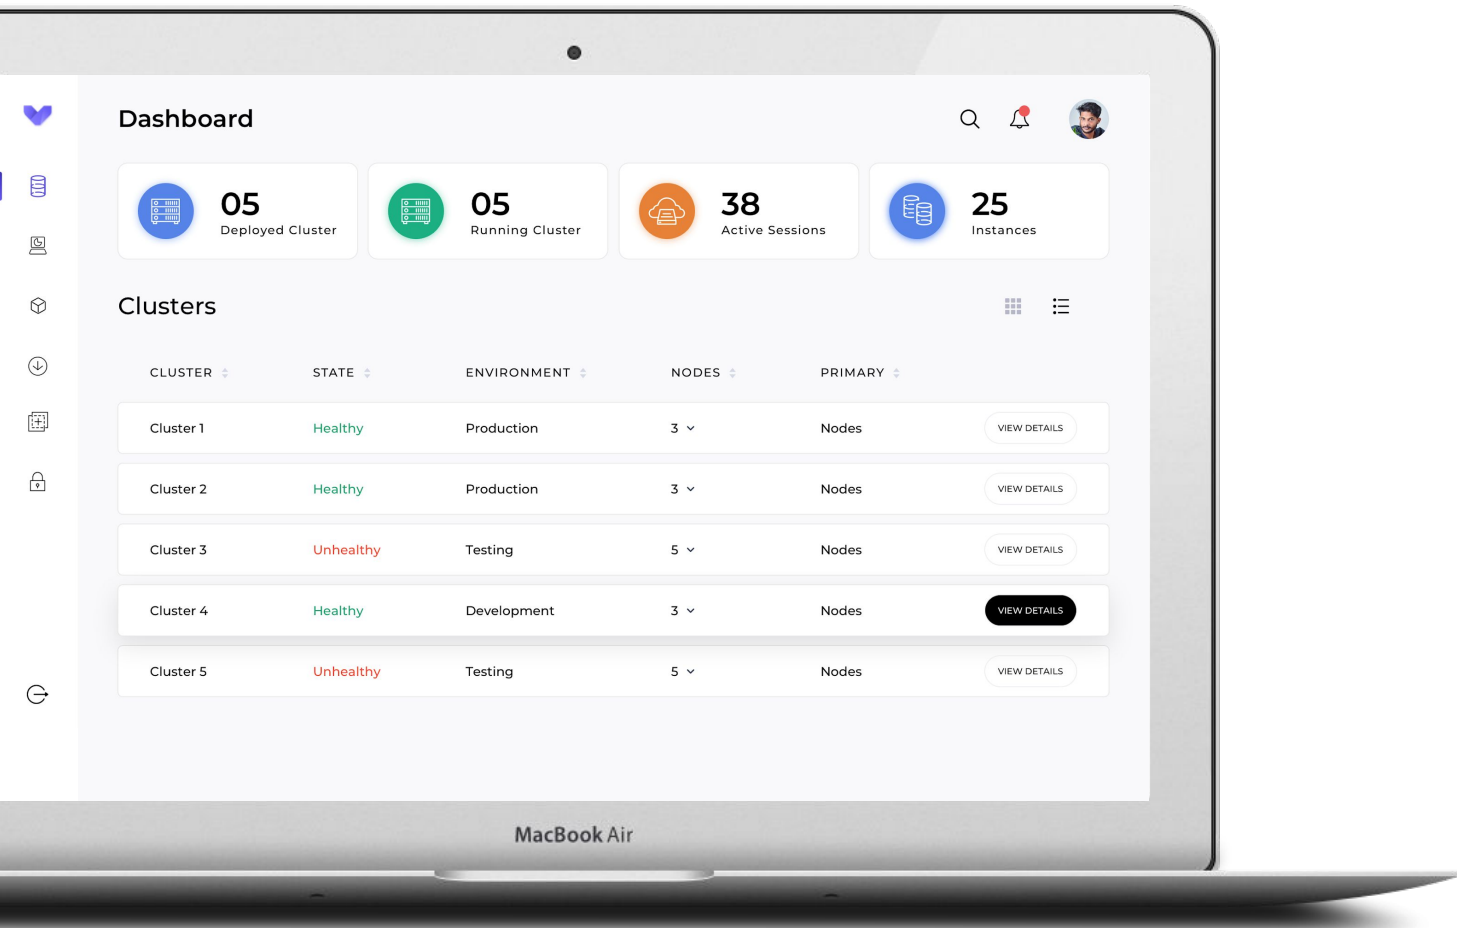 Dashboard
05
Deployed Cluster
05
Running Cluster
38
Active Sessions
25
Instances
Clusters
CLUSTER STATE ENVIRONMENT NODES PRIMARY
Cluster 1 Healthy Production 3 Nodes VIEW DETAILS
Cluster 2 Healthy Production 3 Nodes VIEW DETAILS
Cluster 3 Unhealthy Testing 5 Nodes VIEW DETAILS
Cluster 4 Healthy Development 3 Nodes VIEW DETAILS
Cluster 5 Unhealthy Testing 5 Nodes VIEW DETAILS
MacBook Air